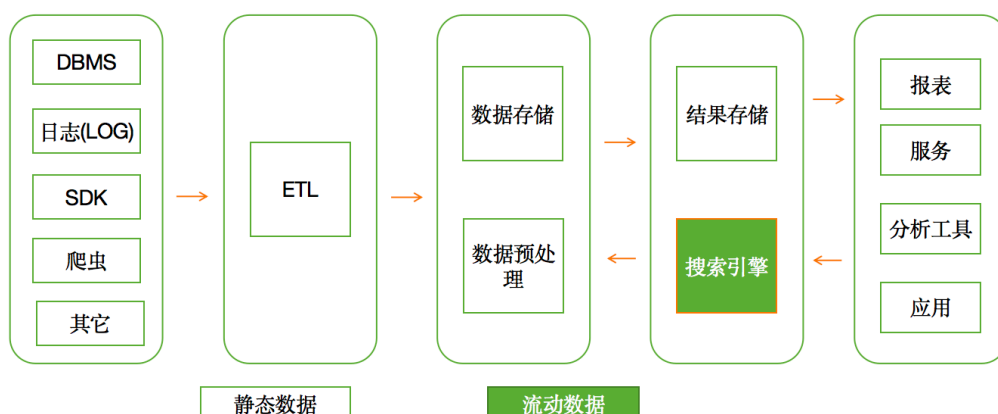 DBMS
日志(LOG)
SDK
爬虫
其它
ETL
数据存储
数据预处
理
结果存储
搜索引擎
报表
服务
分析工具
应用
静态数据
流动数据